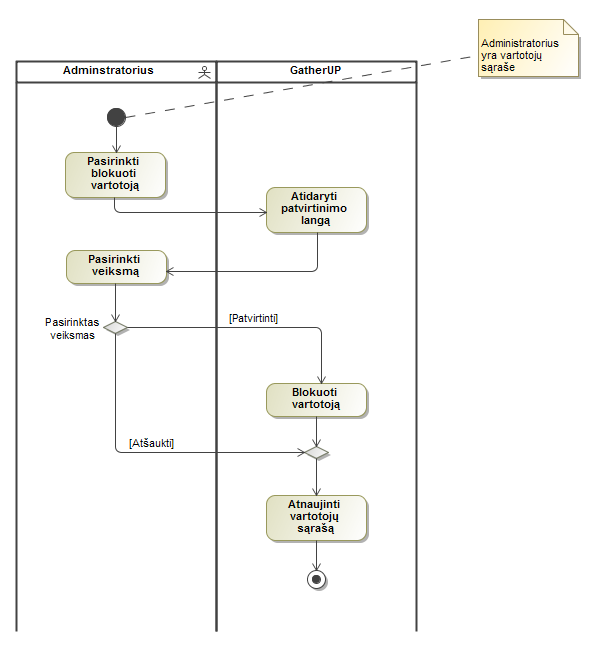 Administratorius
yra vartotojų
sąraše
Adminstratorius
GatherUP
Pasirinkti
blokuoti
vartotoją
Atidaryti
patvirtinimo
langą
Pasirinkti
veiksmą
Pasirinktas
veiksmas
[Patvirtinti]
Blokuoti
vartotoją
[Atšaukti]
Atnaujinti
vartotojų
sąrašą